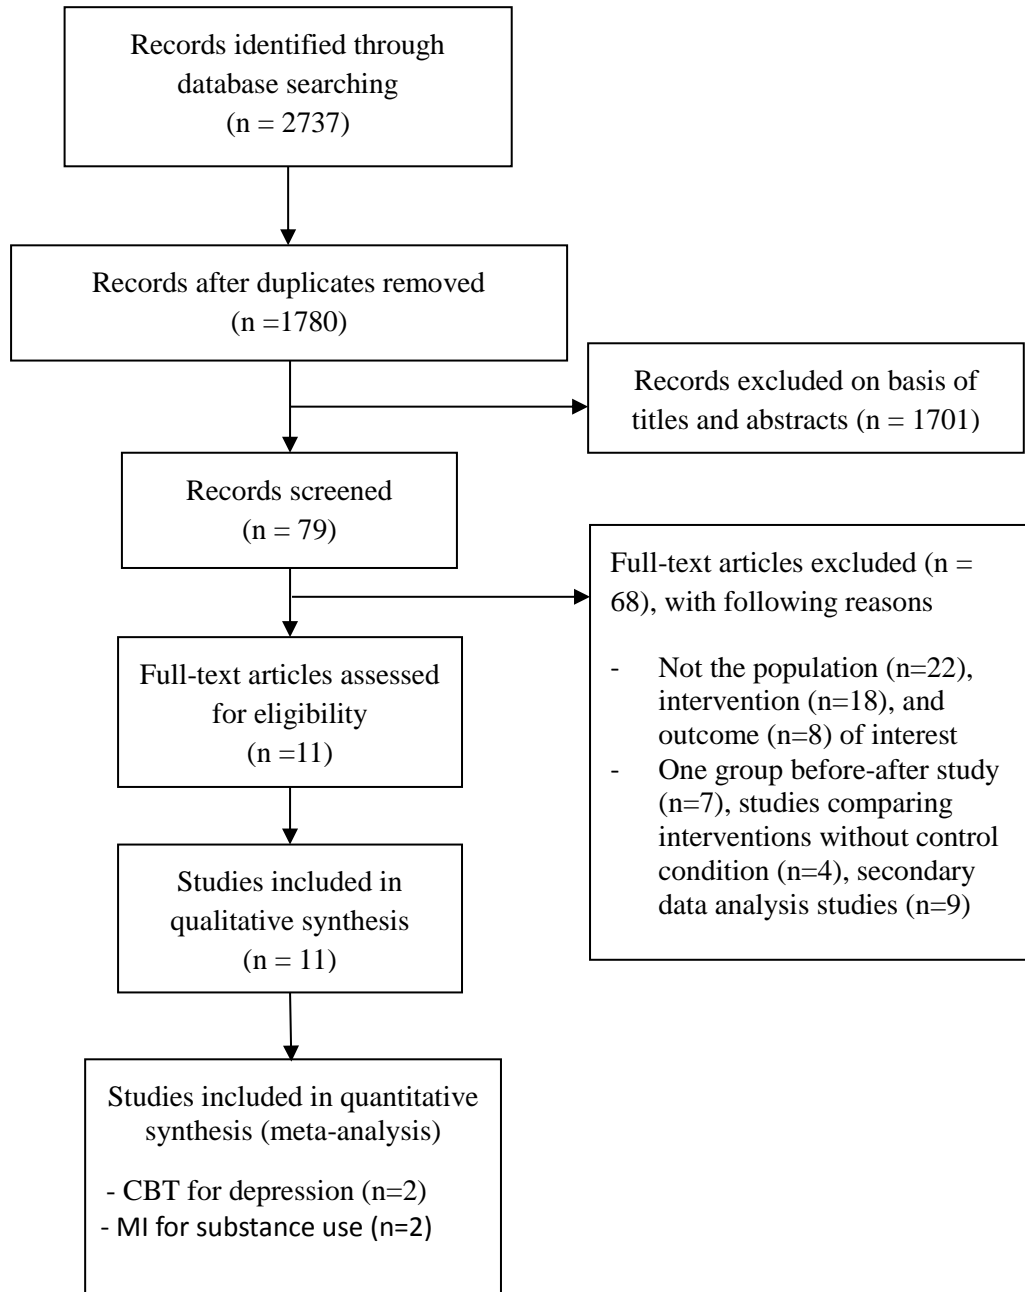 Records identified through
database searching
(n = 2737)
Records after duplicates removed
(n =1780)
Records excluded on basis of
titles and abstracts (n = 1701)
Records screened
(n = 79)
Full-text articles excluded (n =
68), with following reasons
- Not the population (n=22),
intervention (n=18), and
outcome (n=8) of interest
- One group before-after study
(n=7), studies comparing
interventions without control
condition (n=4), secondary
data analysis studies (n=9)
Full-text articles assessed
for eligibility
(n =11)
Studies included in
qualitative synthesis
(n = 11)
Studies included in quantitative
synthesis (meta-analysis)
- CBT for depression (n=2)
- MI for substance use (n=2)